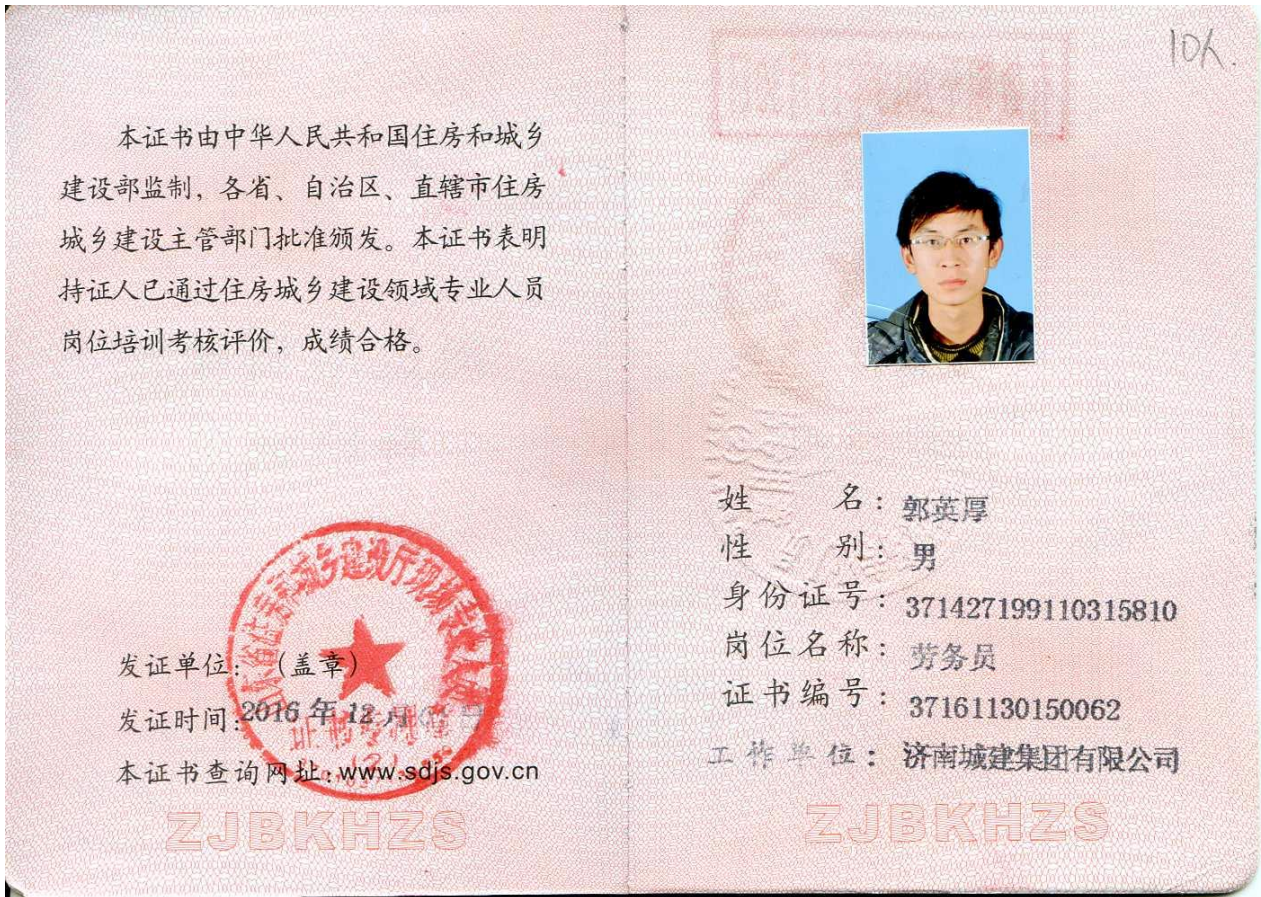 本证书由中华人民共和国住房和城乡
建设部监制，各省、自治区、直辖市住房
城乡建设主管部门批准颁发。本证书表明
持证人已通过住房城乡建设领域专业人员
岗位培训考核评价，成绩合格。
发证单位：（盖章）
发证时间：2016年12月
本证书查询网址：www.sdjs.gov.cn
ZJBKHZS
10人.
姓名：郭英厚
性别：男
身份证号：371427199110315810
岗位名称：劳务员
证书编号：37161130150062
工作单位：济南城建集团有限公司
ZJBKHZS